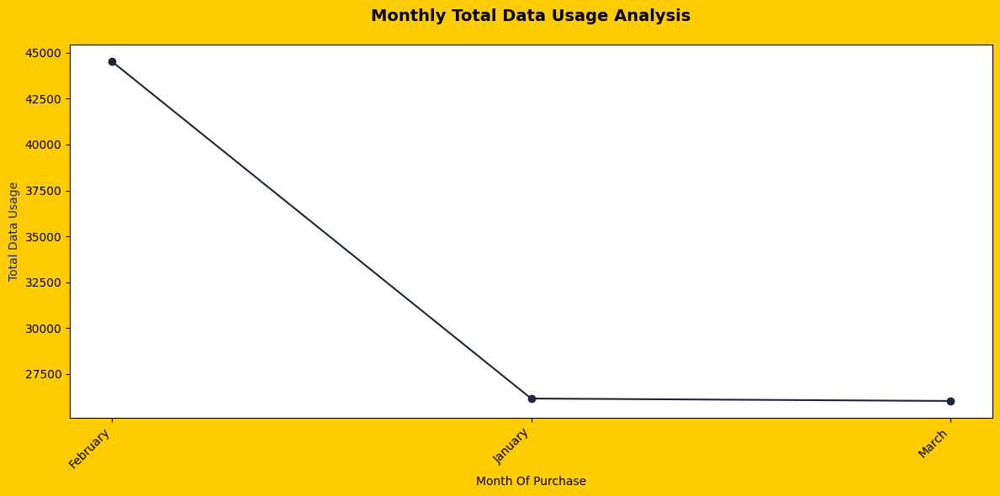 Monthly Total Data Usage Analysis
45000
42500
40000
37500
35000
32500
30000
27500
Total Data Usage
February
January
March
Month Of Purchase